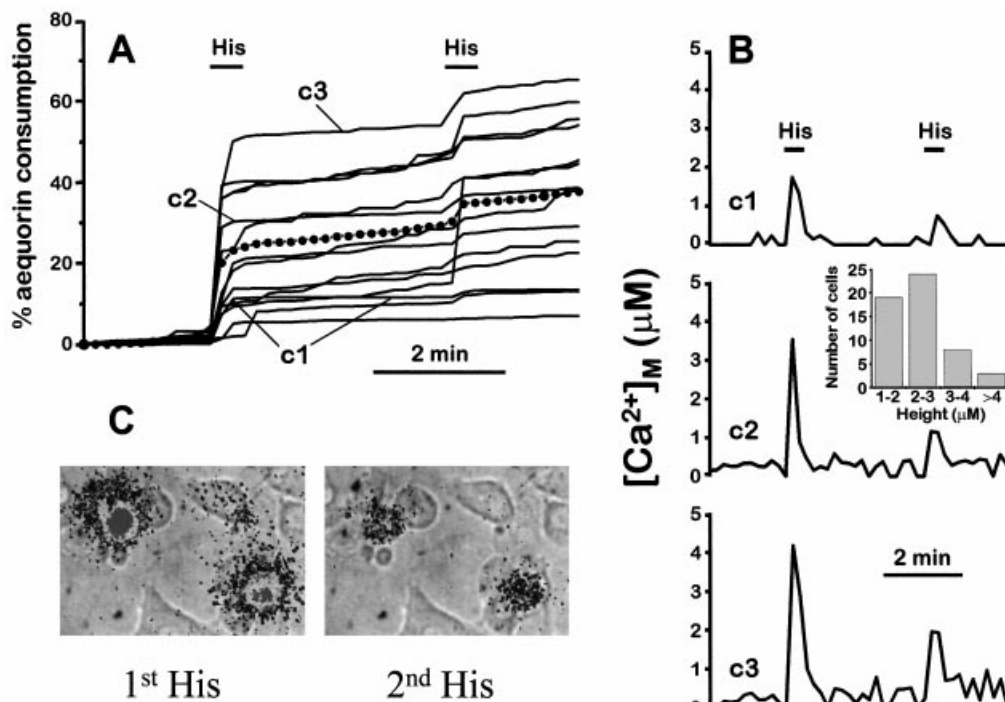 80
A
His
His
60
c3
40
c2
20
c1
0
2 min
% aequorin consumption
C
1st His
2nd His
B
5
4
3
2
1
0
His
His
c1
5
4
3
2
1
0
c2
25
20
15
10
5
0
Number of cells
1-2 2-3 3-4 >4
Height (μM)
[Ca2+]M (μM)
5
4
3
2
1
2 min
c3